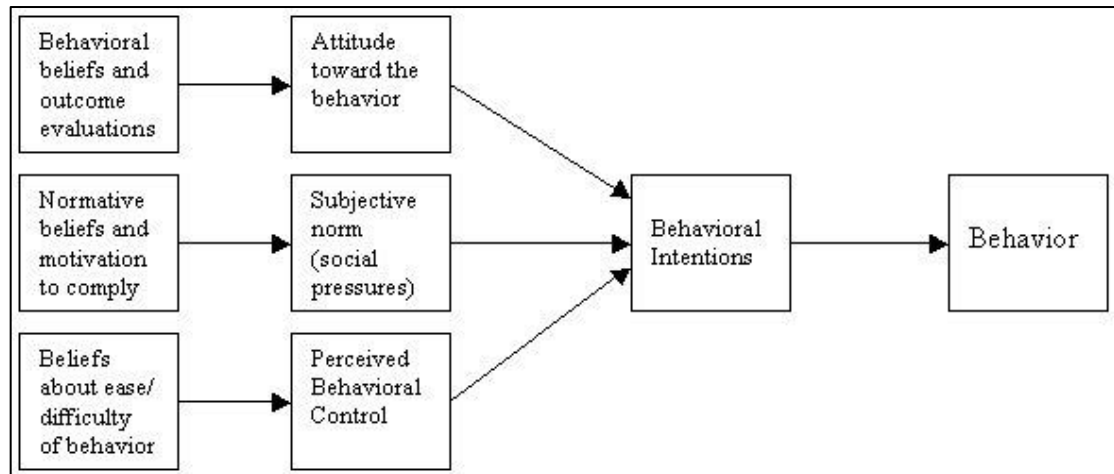 Behavioral
beliefs and
outcome
evaluations
Attitude
toward the
behavior
Normative
beliefs and
motivation
to comply
Subjective
norm
(social
pressures)
Behavioral
Intentions
Behavior
Beliefs
about ease/
difficulty
of behavior
Perceived
Behavioral
Control